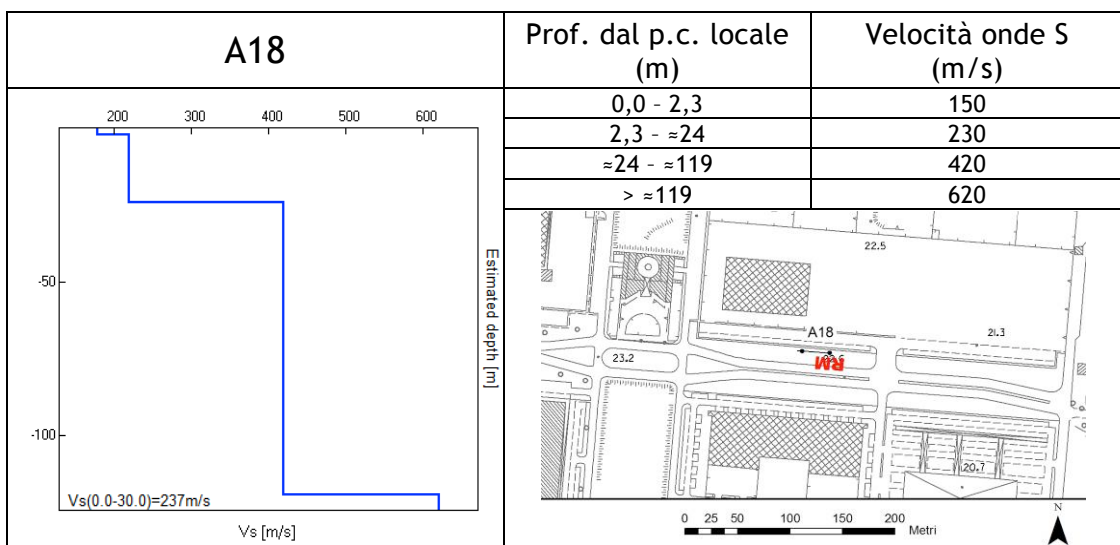 A18
Prof. dal p.c. locale
(m)
Velocità onde S
(m/s)
0,0 – 2,3
150
2,3 – ≈24
230
≈24 – ≈119
420
> ≈119
620
200
300
400
500
600
-50
-100
Estimated depth [m]
Vs(0.0-30.0)=237m/s
Vs [m/s]
22.5
A18
21.3
23.2
RM
20.7
0 25 50 100 150 200
Metri
N